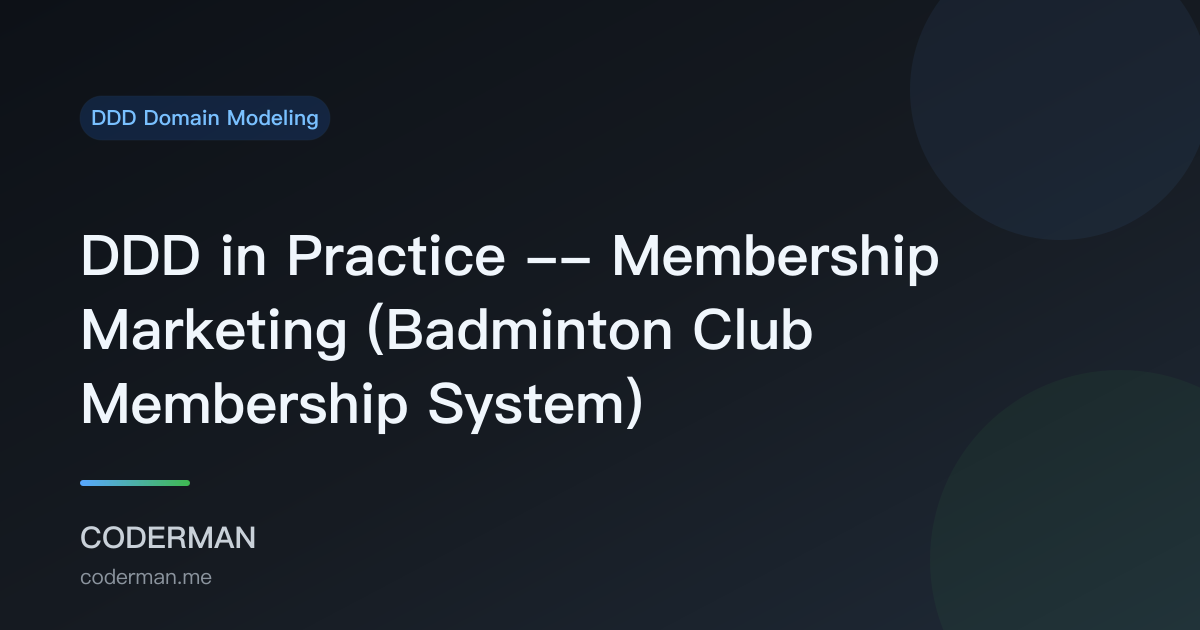 DDD Domain Modeling
DDD in Practice -- Membership
Marketing (Badminton Club
Membership System)
CODERMAN
coderman.me